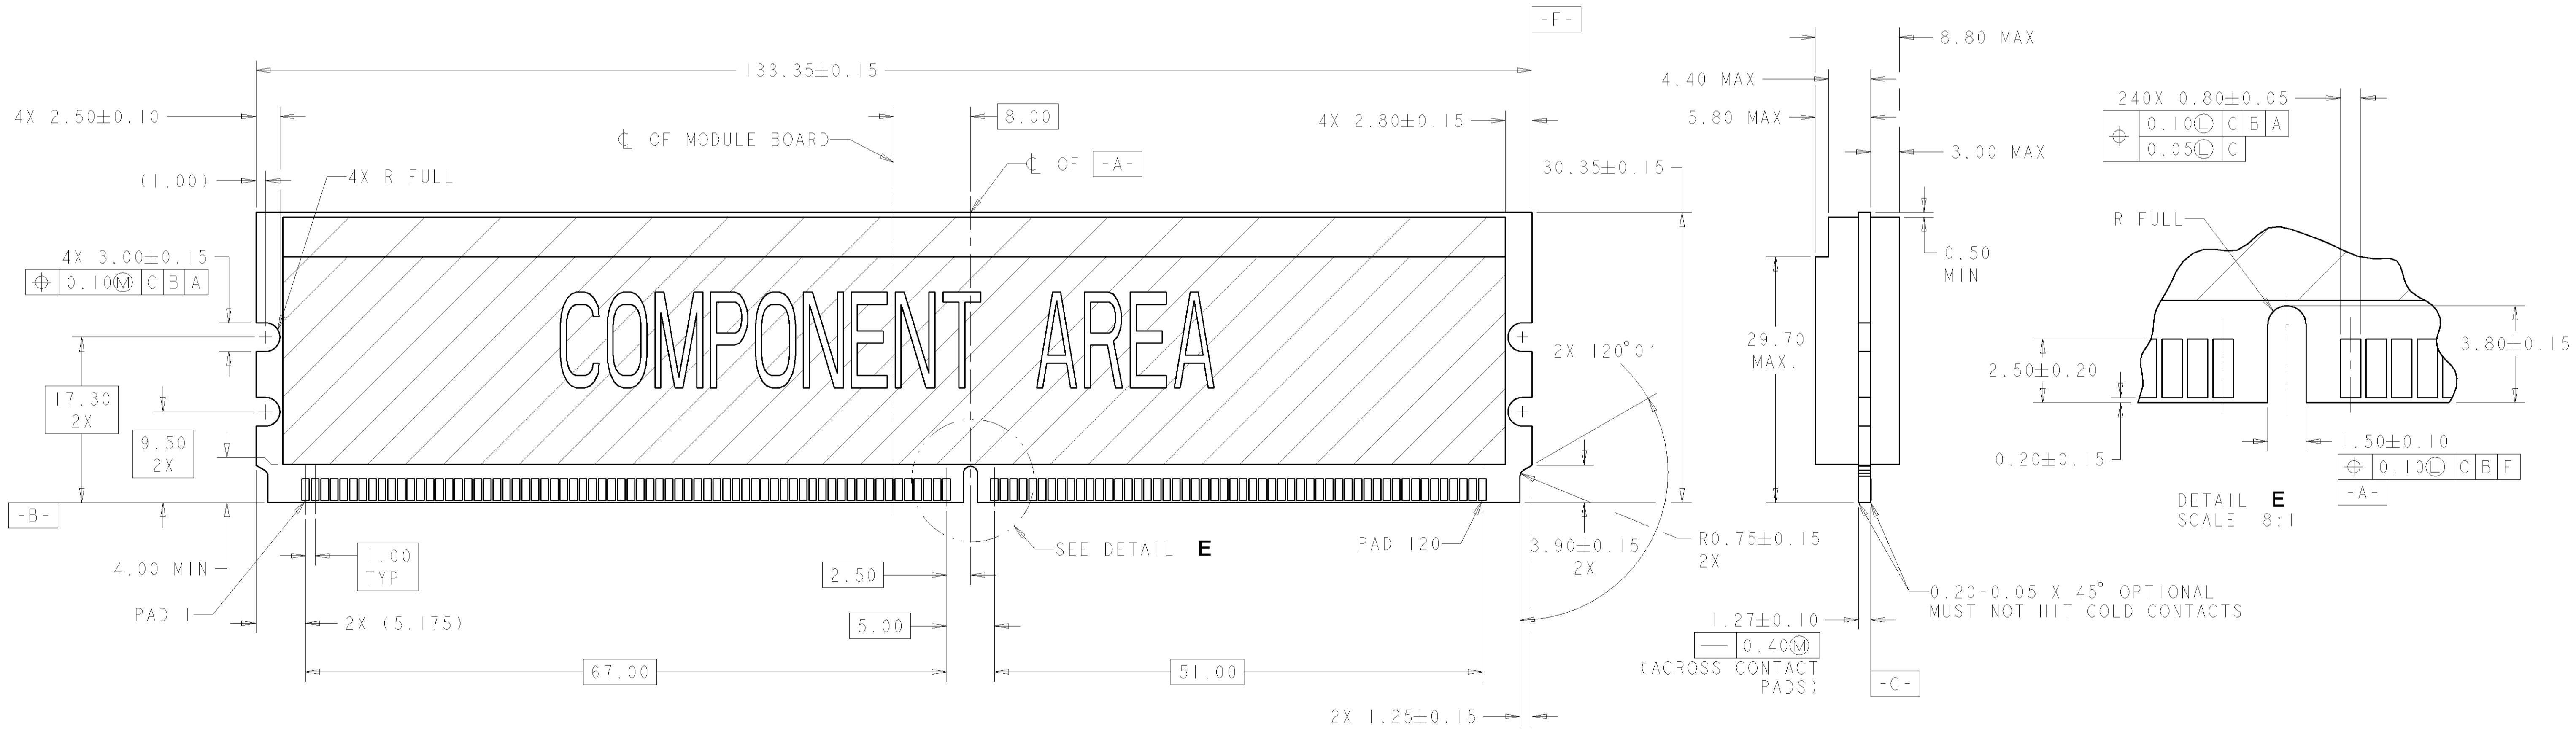 -F-
133.35±0.15
8.80 MAX
4.40 MAX
4X 2.50±0.10
8.00
5.80 MAX
240X 0.80±0.05
0.10Ⓛ C B A
0.05Ⓛ C
4X 2.80±0.15
℄ OF MODULE BOARD
℄ OF -A-
3.00 MAX
(1.00)
4X R FULL
30.35±0.15
R FULL
4X 3.00±0.15
⌖ 0.10Ⓜ C B A
0.50
MIN
COMPONENT AREA
29.70
MAX.
2X 120°0´
3.80±0.15
2.50±0.20
17.30
2X
9.50
2X
1.50±0.10
⌖ 0.10Ⓛ C B F
-A-
0.20±0.15
DETAIL E
SCALE 8:1
-B-
4.00 MIN
1.00
TYP
SEE DETAIL E
PAD 120
3.90±0.15
2X
R0.75±0.15
2X
2.50
PAD 1
2X (5.175)
5.00
0.20-0.05 X 45° OPTIONAL
MUST NOT HIT GOLD CONTACTS
1.27±0.10
— 0.40Ⓜ
(ACROSS CONTACT
PADS)
67.00
51.00
-C-
2X 1.25±0.15